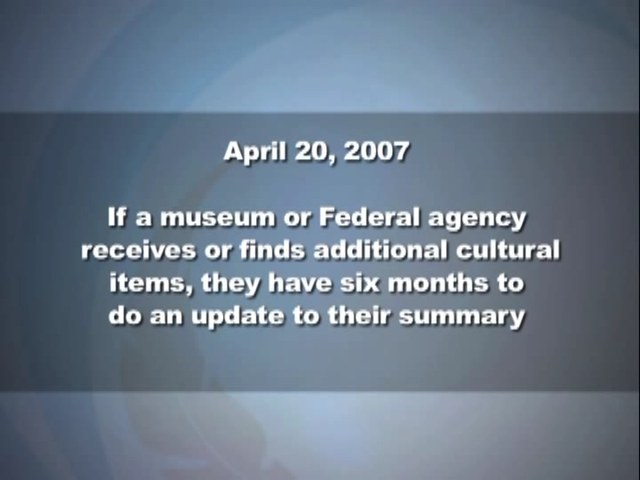 April 20, 2007
If a museum or Federal agency
receives or finds additional cultural
items, they have six months to
do an update to their summary